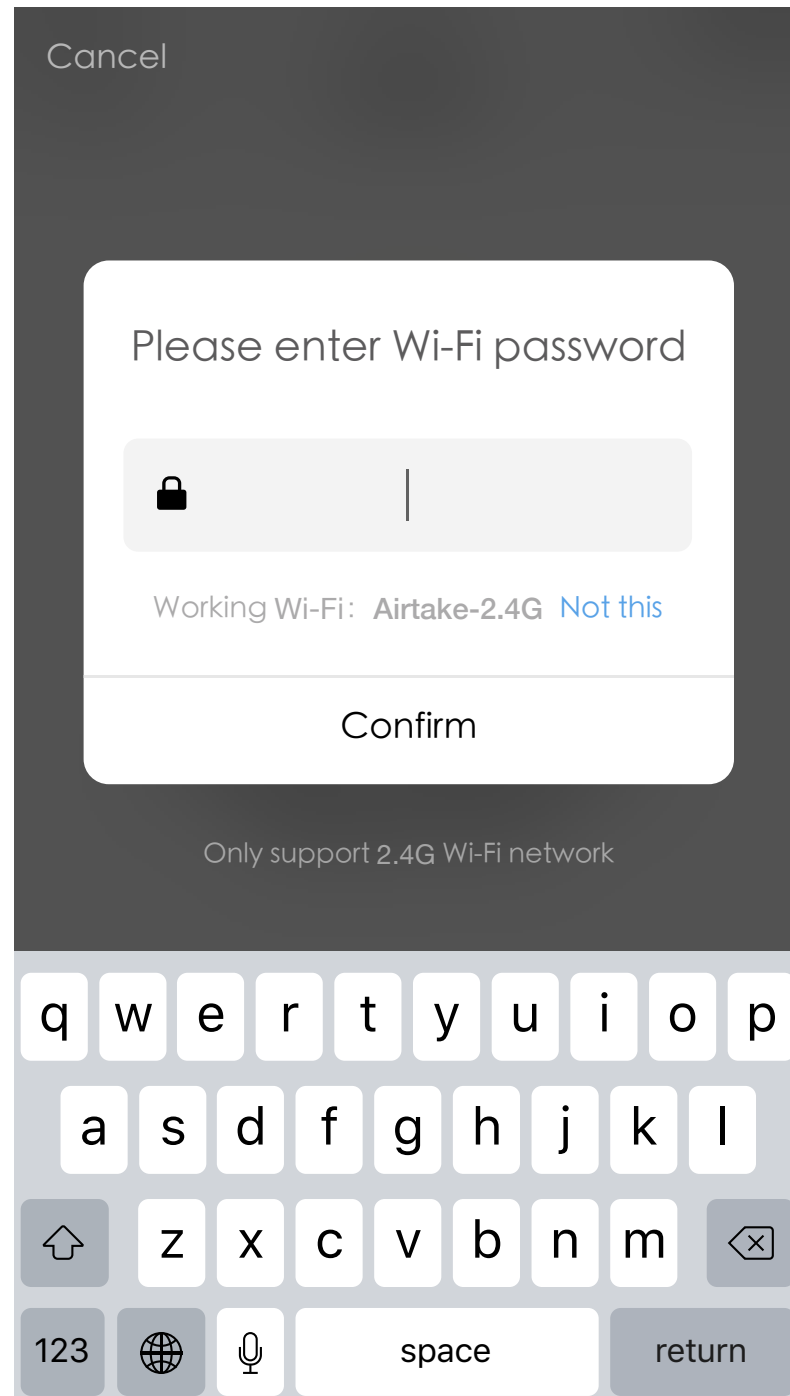 Cancel
Please enter Wi-Fi password
Working Wi-Fi: Airtake-2.4G Not this
Confirm
Only support 2.4G Wi-Fi network
q w e r t y u i o p
a s d f g h j k l
z x c v b n m
123 space return